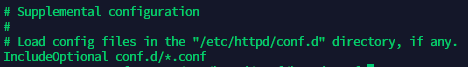 # Supplemental configuration
#
# Load config files in the "/etc/httpd/conf.d" directory, if any.
IncludeOptional conf.d/*.conf